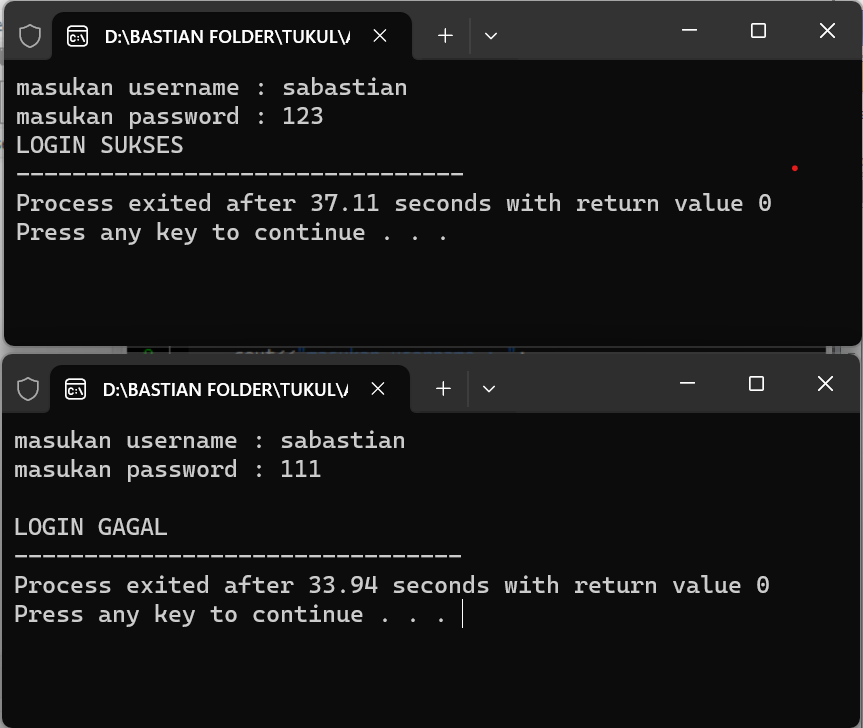 D:\BASTIAN FOLDER\TUKUL\
masukan username : sabastian
masukan password : 123
LOGIN SUKSES
--------------------------------
Process exited after 37.11 seconds with return value 0
Press any key to continue . . .
D:\BASTIAN FOLDER\TUKUL\
masukan username : sabastian
masukan password : 111
LOGIN GAGAL
--------------------------------
Process exited after 33.94 seconds with return value 0
Press any key to continue . . .